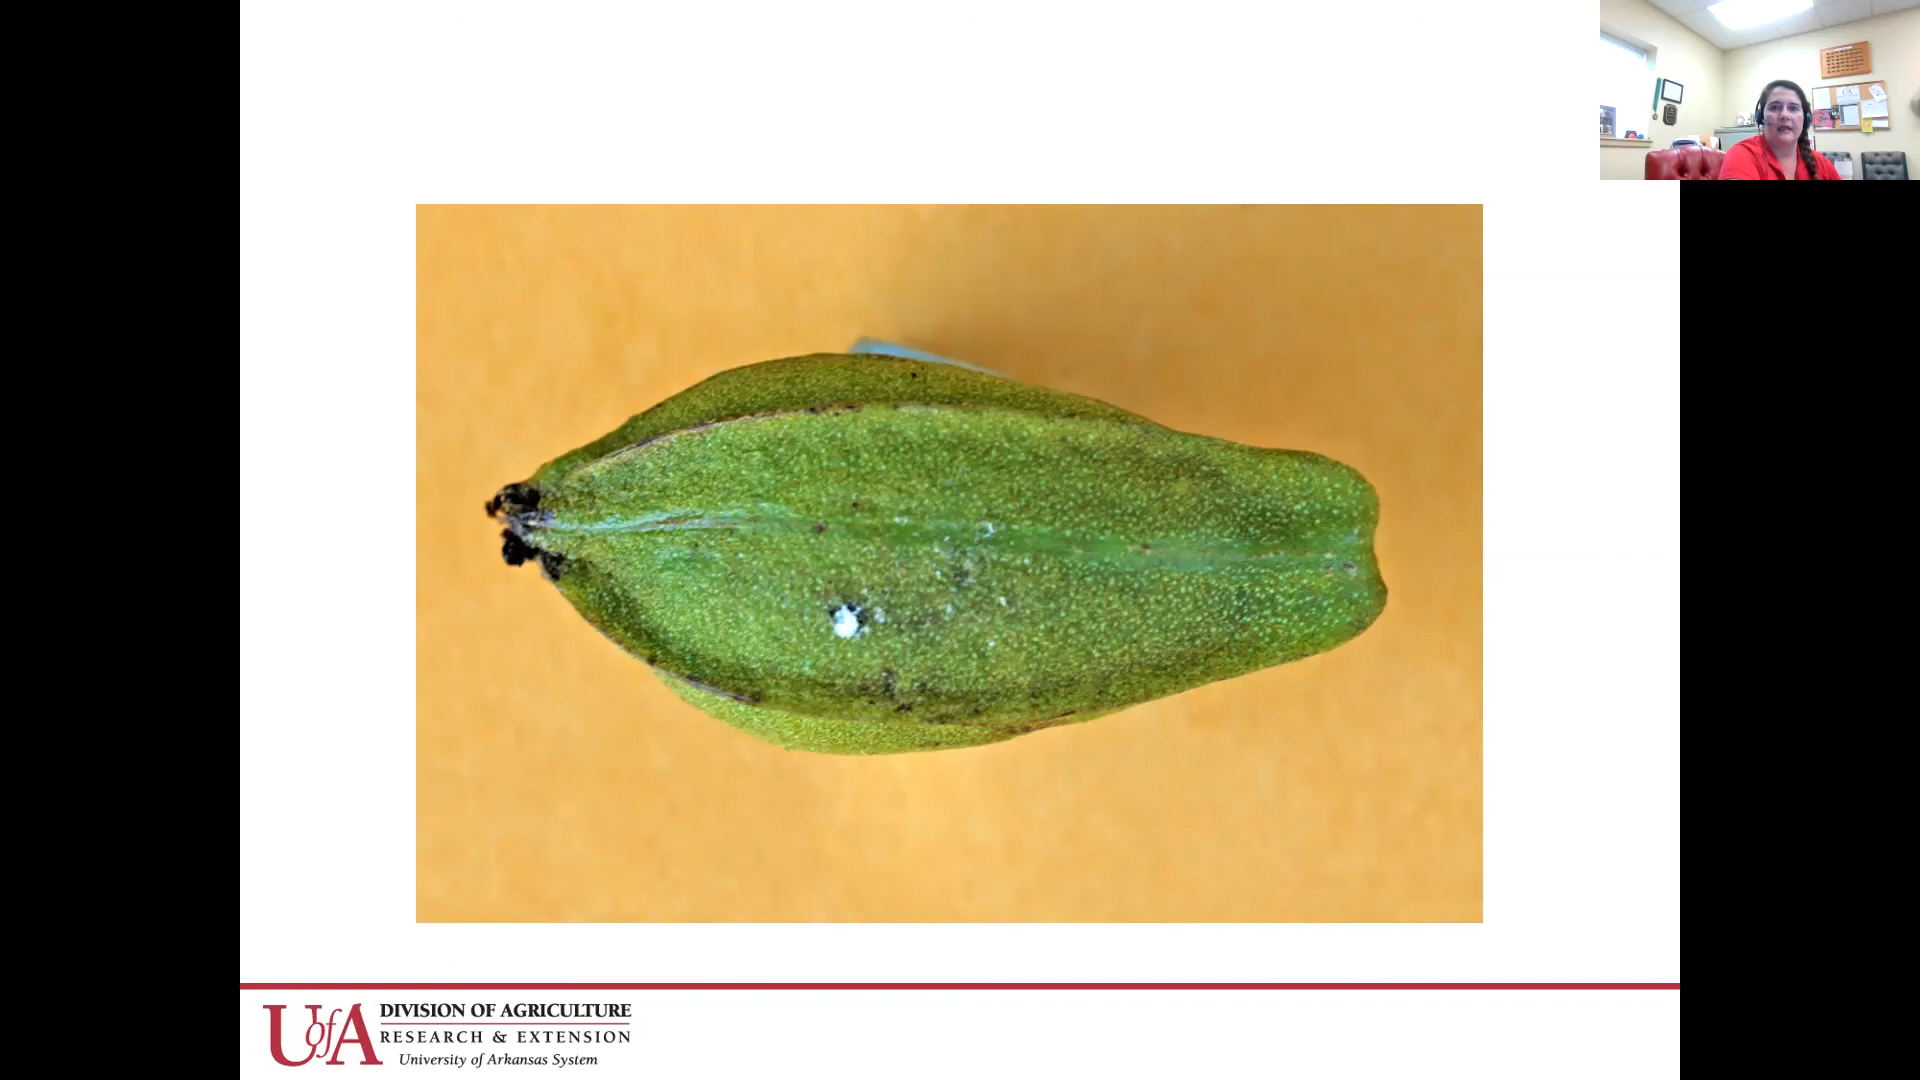 UofA
DIVISION OF AGRICULTURE
RESEARCH & EXTENSION
University of Arkansas System